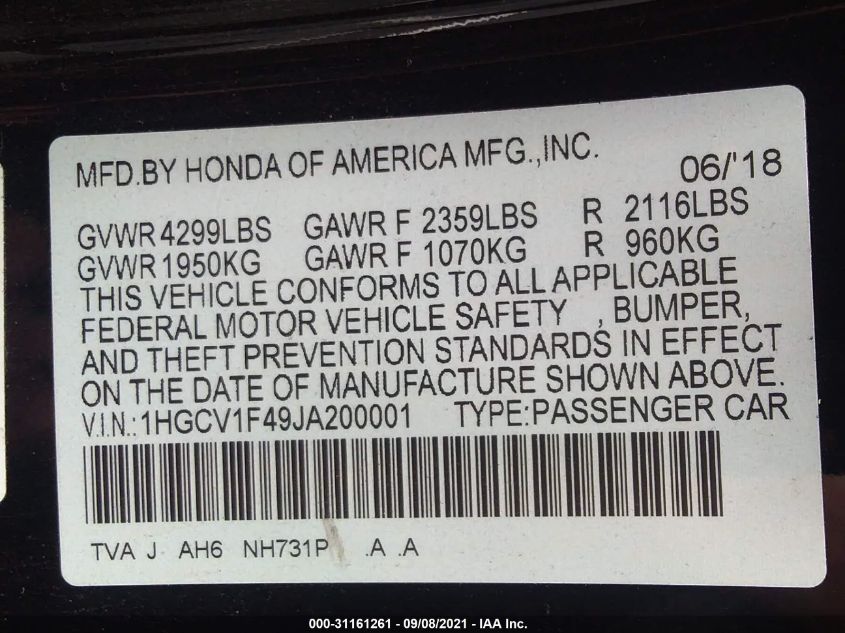 MFD.BY HONDA OF AMERICA MFG.,INC. 06/'18
GVWR 4299LBS GAWR F 2359LBS R 2116LBS
GVWR 1950KG GAWR F 1070KG R 960KG
THIS VEHICLE CONFORMS TO ALL APPLICABLE
FEDERAL MOTOR VEHICLE SAFETY , BUMPER,
AND THEFT PREVENTION STANDARDS IN EFFECT
ON THE DATE OF MANUFACTURE SHOWN ABOVE.
V.I.N.:1HGCV1F49JA200001 TYPE:PASSENGER CAR
TVA J AH6 NH731P .A .A
000-31161261 - 09/08/2021 - IAA Inc.